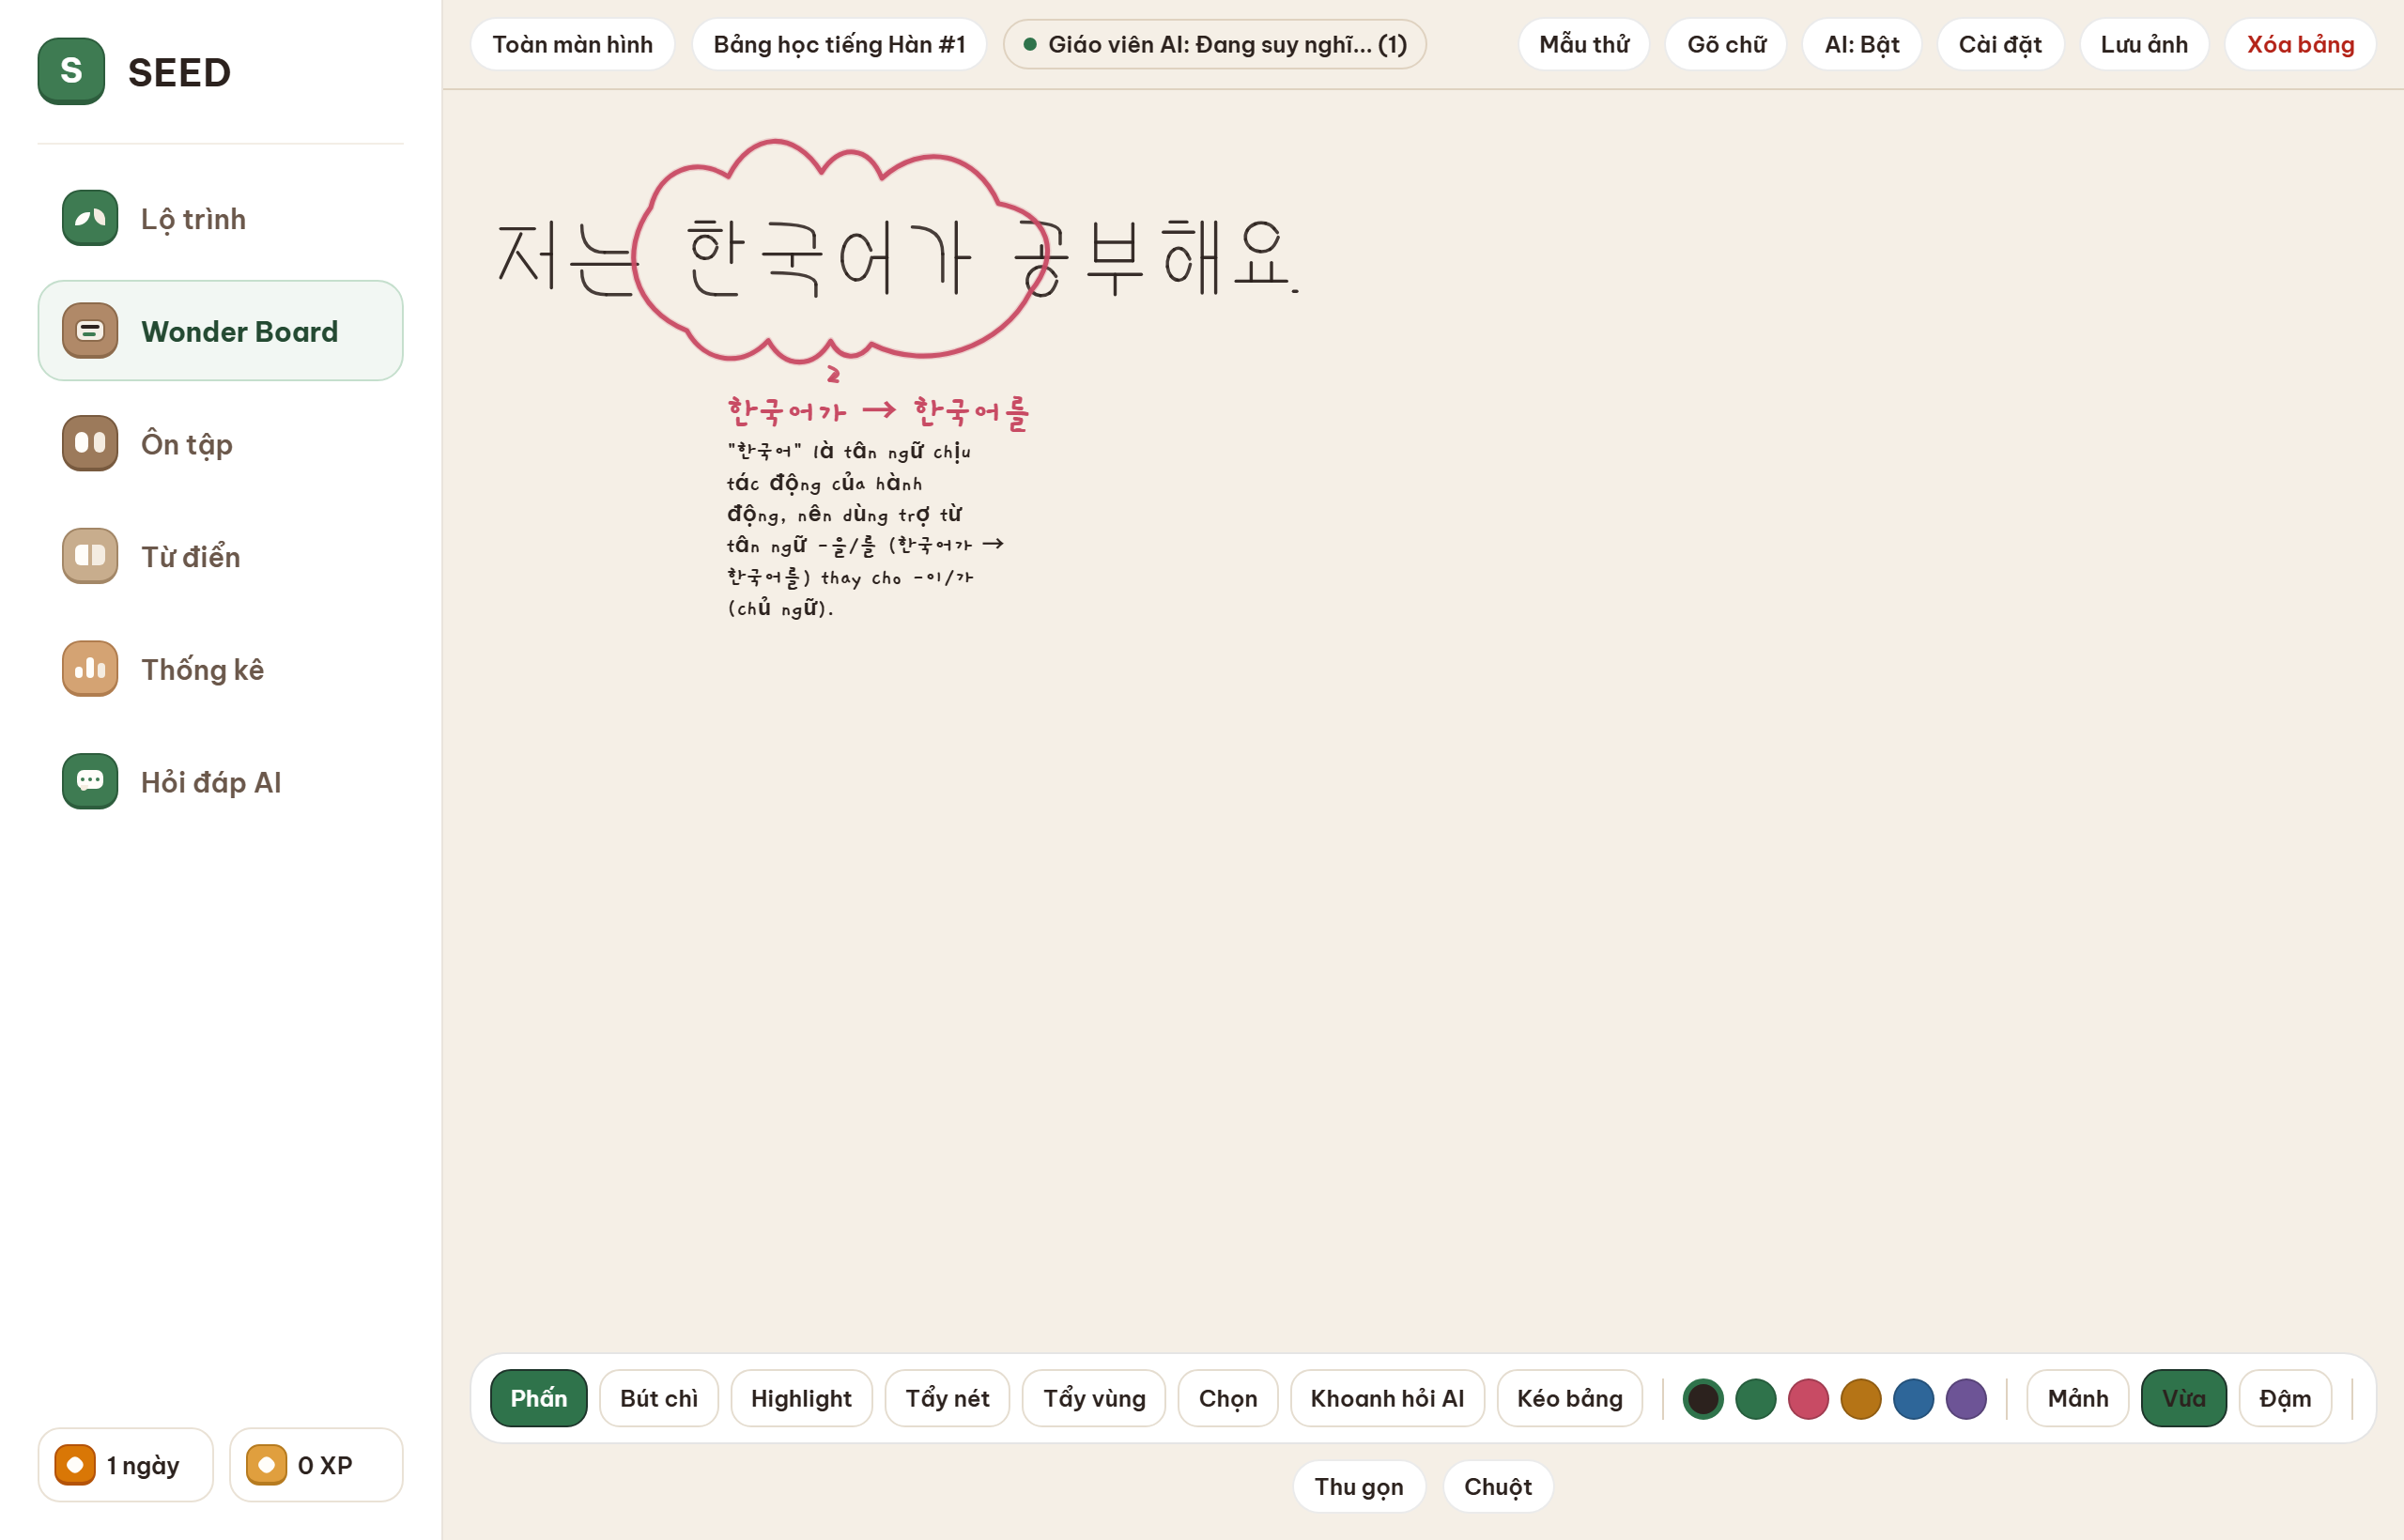 S SEED
Lộ trình
Wonder Board
Ôn tập
Từ điển
Thống kê
Hỏi đáp AI
1 ngày
0 XP
Toàn màn hình
Bảng học tiếng Hàn #1
Giáo viên AI: Đang suy nghĩ... (1)
Mẫu thử
Gõ chữ
AI: Bật
Cài đặt
Lưu ảnh
Xóa bảng
저는 한국어가 공부해요.
2
한국어가 → 한국어를
"한국어" là tân ngữ chịu
tác động của hành
động, nên dùng trợ từ
tân ngữ -을/를 (한국어가 →
한국어를) thay cho -이/가
(chủ ngữ).
Phấn
Bút chì
Highlight
Tẩy nét
Tẩy vùng
Chọn
Khoanh hỏi AI
Kéo bảng
Mảnh
Vừa
Đậm
Thu gọn
Chuột